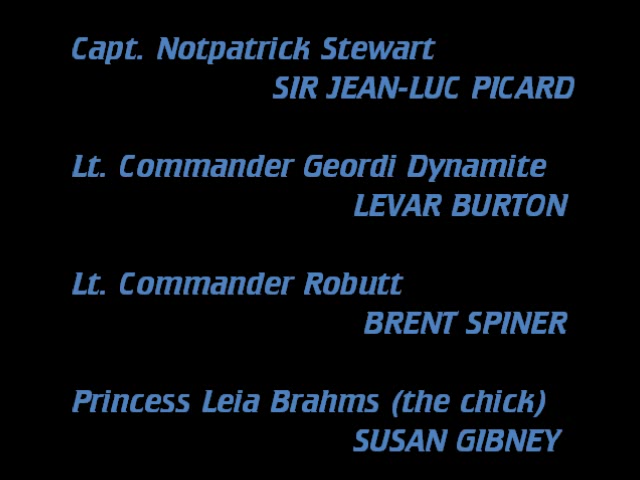 Capt. Notpatrick Stewart
SIR JEAN-LUC PICARD
Lt. Commander Geordi Dynamite
LEVAR BURTON
Lt. Commander Robutt
BRENT SPINER
Princess Leia Brahms (the chick)
SUSAN GIBNEY